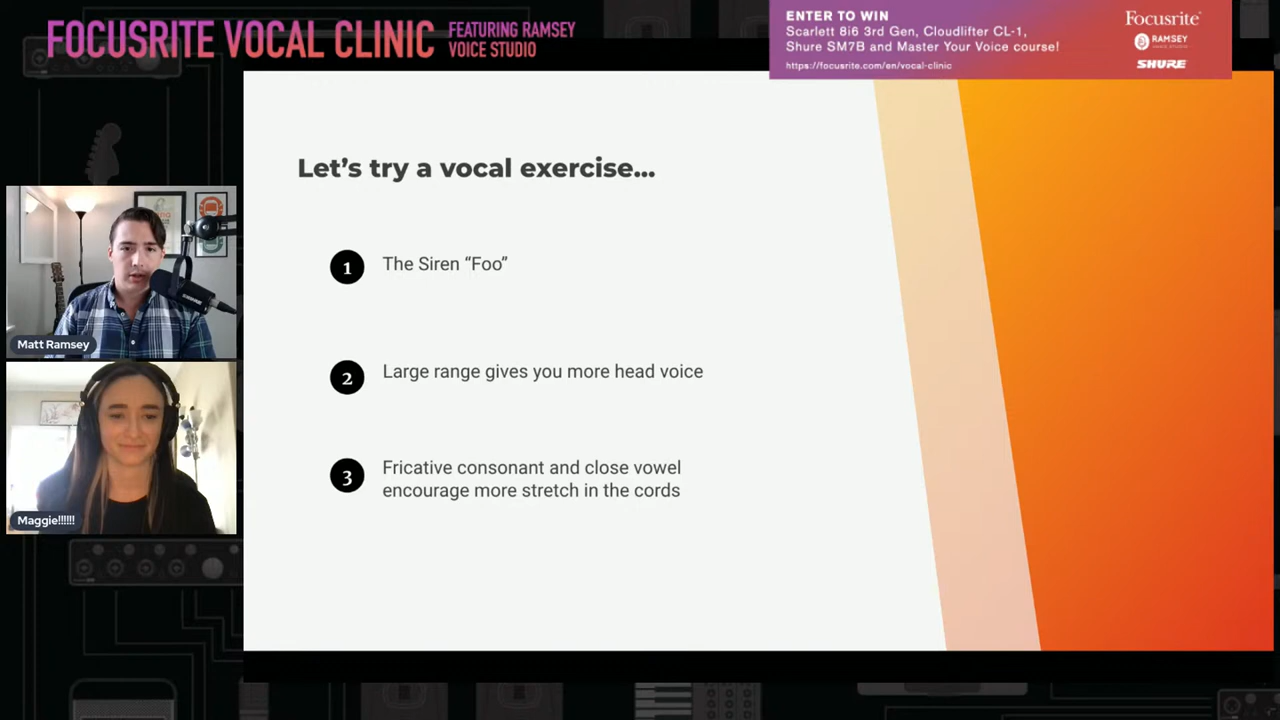 FOCUSRITE VOCAL CLINIC
FEATURING RAMSEY
VOICE STUDIO
ENTER TO WIN
Scarlett 8i6 3rd Gen, Cloudlifter CL-1,
Shure SM7B and Master Your Voice course!
https://focusrite.com/en/vocal-clinic
Focusrite
RAMSEY
VOICE STUDIO
SHURE
Let’s try a vocal exercise...
1 The Siren “Foo”
2 Large range gives you more head voice
3 Fricative consonant and close vowel
encourage more stretch in the cords
SHURE
Matt Ramsey
Maggie!!!!!!